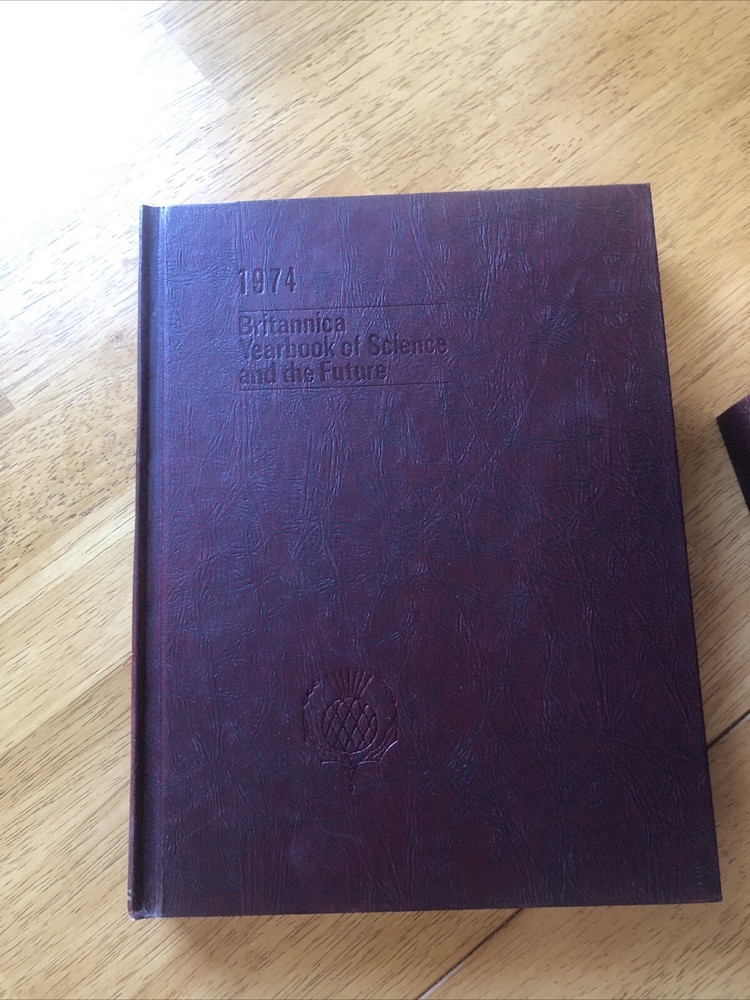 1974
Britannica
Yearbook of Science
and the Future